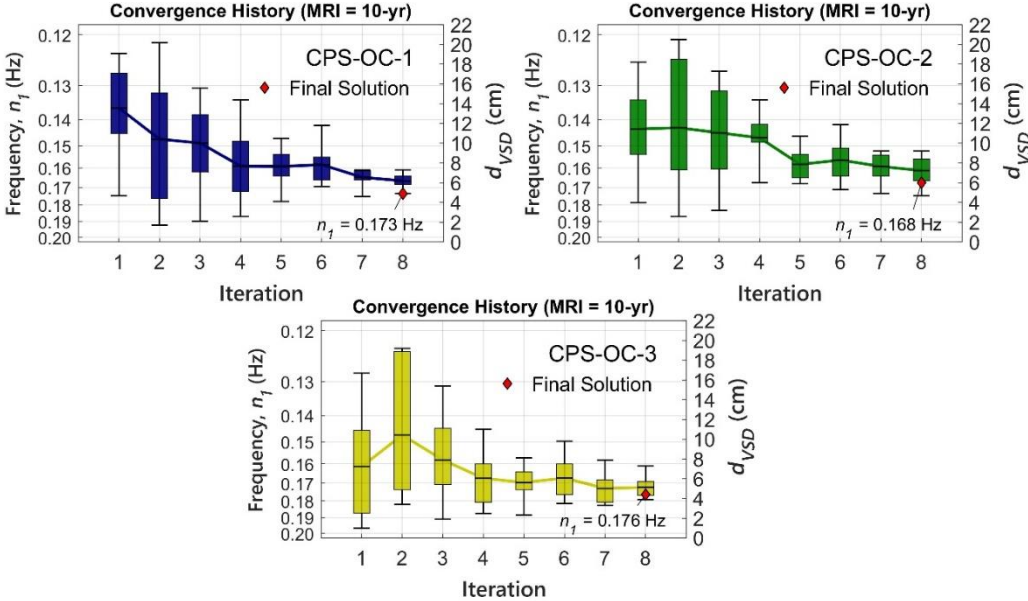 Convergence History (MRI = 10-yr)
Frequency, n1 (Hz)
0.12
0.13
0.14
0.15
0.16
0.17
0.18
0.19
0.20
CPS-OC-1
Final Solution
n1 = 0.173 Hz
22
20
18
16
14
12
10
8
6
4
2
0
dVSD (cm)
1 2 3 4 5 6 7 8
Iteration
Convergence History (MRI = 10-yr)
Frequency, n1 (Hz)
0.12
0.13
0.14
0.15
0.16
0.17
0.18
0.19
0.20
CPS-OC-2
Final Solution
n1 = 0.168 Hz
22
20
18
16
14
12
10
8
6
4
2
0
dVSD (cm)
1 2 3 4 5 6 7 8
Iteration
Convergence History (MRI = 10-yr)
Frequency, n1 (Hz)
0.12
0.13
0.14
0.15
0.16
0.17
0.18
0.19
0.20
CPS-OC-3
Final Solution
n1 = 0.176 Hz
22
20
18
16
14
12
10
8
6
4
2
0
dVSD (cm)
1 2 3 4 5 6 7 8
Iteration